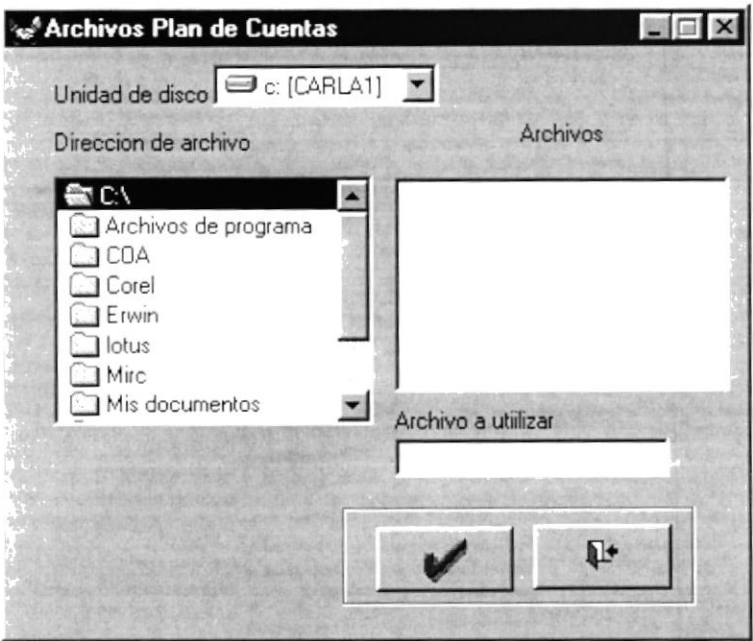 Archivos Plan de Cuentas
Unidad de disco
c: [CARLA1]
Direccion de archivo
Archivos
C:\
Archivos de programa
COA
Corel
Erwin
lotus
Mirc
Mis documentos
Archivo a utiilizar